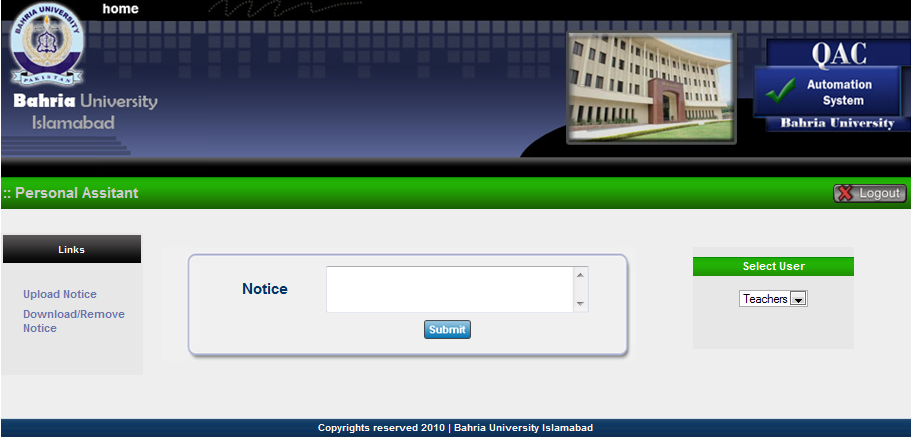 home
BAHRIA UNIVERSITY
PAKISTAN
Bahria University
Islamabad
QAC
Automation
System
Bahria University
:: Personal Assitant
Logout
Links
Upload Notice
Download/Remove
Notice
Notice
Submit
Select User
Teachers
Copyrights reserved 2010 | Bahria University Islamabad